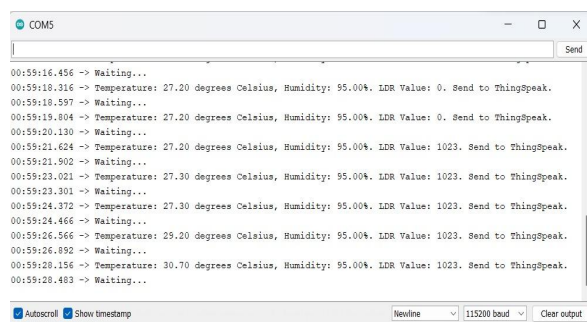 COM5
Send
00:59:16.456 -> Waiting...
00:59:18.316 -> Temperature: 27.20 degrees Celsius, Humidity: 95.00%. LDR Value: 0. Send to ThingSpeak.
00:59:18.597 -> Waiting...
00:59:19.804 -> Temperature: 27.20 degrees Celsius, Humidity: 95.00%. LDR Value: 0. Send to ThingSpeak.
00:59:20.130 -> Waiting...
00:59:21.624 -> Temperature: 27.20 degrees Celsius, Humidity: 95.00%. LDR Value: 1023. Send to ThingSpeak.
00:59:21.902 -> Waiting...
00:59:23.021 -> Temperature: 27.30 degrees Celsius, Humidity: 95.00%. LDR Value: 1023. Send to ThingSpeak.
00:59:23.301 -> Waiting...
00:59:24.372 -> Temperature: 27.30 degrees Celsius, Humidity: 95.00%. LDR Value: 1023. Send to ThingSpeak.
00:59:24.466 -> Waiting...
00:59:26.566 -> Temperature: 29.20 degrees Celsius, Humidity: 95.00%. LDR Value: 1023. Send to ThingSpeak.
00:59:26.892 -> Waiting...
00:59:28.156 -> Temperature: 30.70 degrees Celsius, Humidity: 95.00%. LDR Value: 1023. Send to ThingSpeak.
00:59:28.483 -> Waiting...
Autoscroll Show timestamp Newline 115200 baud Clear output